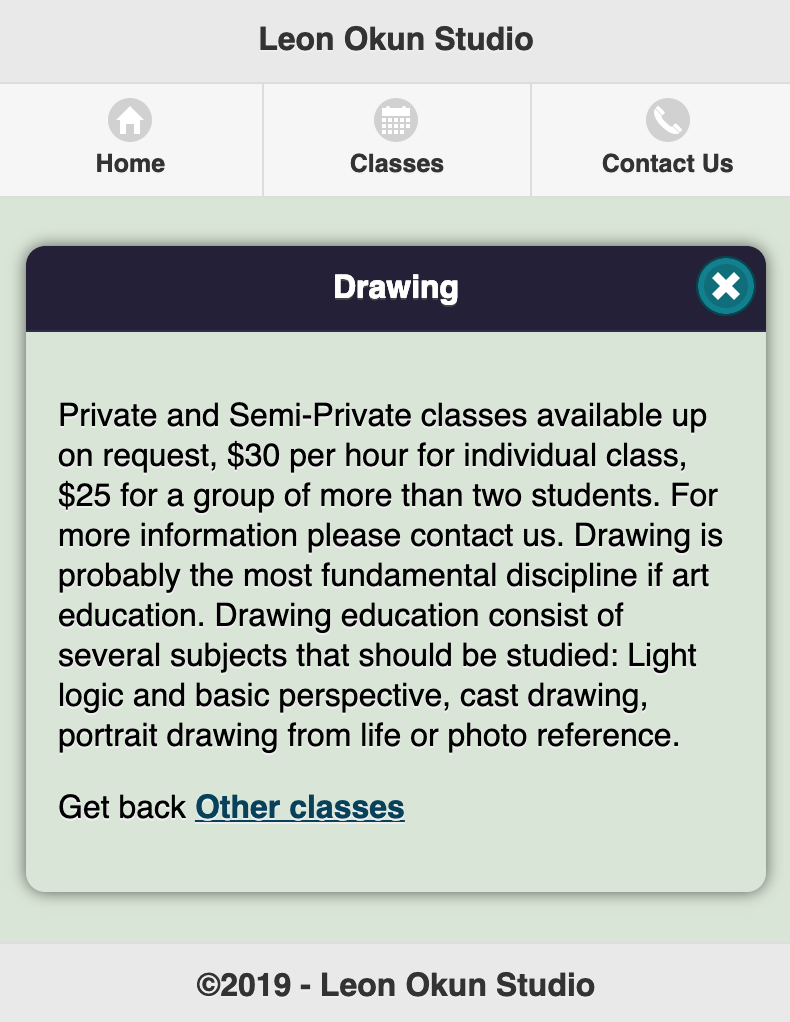 Leon Okun Studio
Home
Classes
Contact Us
Drawing
Private and Semi-Private classes available up
on request, $30 per hour for individual class,
$25 for a group of more than two students. For
more information please contact us. Drawing is
probably the most fundamental discipline if art
education. Drawing education consist of
several subjects that should be studied: Light
logic and basic perspective, cast drawing,
portrait drawing from life or photo reference.
Get back Other classes
©2019 - Leon Okun Studio